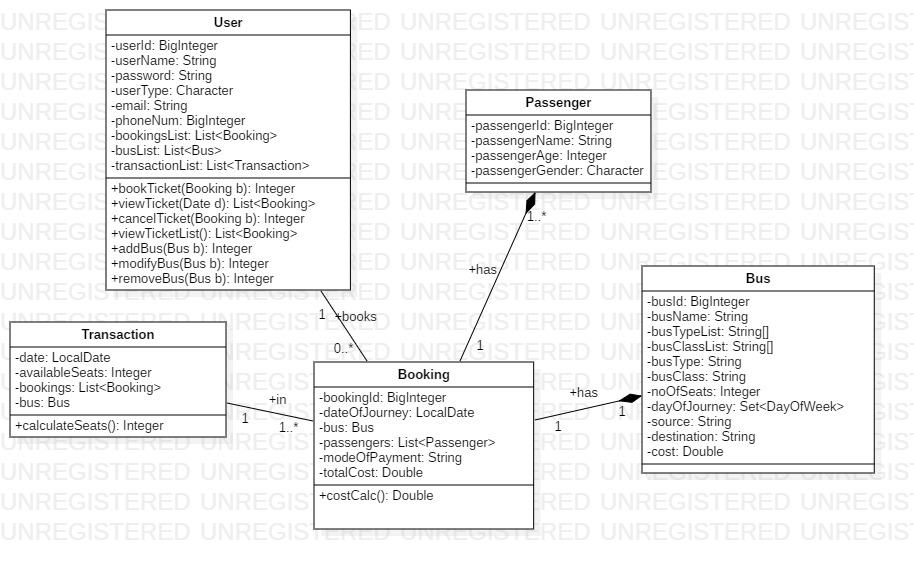 User
-userId: BigInteger
-userName: String
-password: String
-userType: Character
-email: String
-phoneNum: BigInteger
-bookingsList: List<Booking>
-busList: List<Bus>
-transactionList: List<Transaction>
+bookTicket(Booking b): Integer
+viewTicket(Date d): List<Booking>
+cancelTicket(Booking b): Integer
+viewTicketList(): List<Booking>
+addBus(Bus b): Integer
+modifyBus(Bus b): Integer
+removeBus(Bus b): Integer
Passenger
-passengerId: BigInteger
-passengerName: String
-passengerAge: Integer
-passengerGender: Character
1..*
+has
1
1
+books
0..*
Transaction
-date: LocalDate
-availableSeats: Integer
-bookings: List<Booking>
-bus: Bus
+calculateSeats(): Integer
+in
1
1..*
Booking
-bookingId: BigInteger
-dateOfJourney: LocalDate
-bus: Bus
-passengers: List<Passenger>
-modeOfPayment: String
-totalCost: Double
+costCalc(): Double
+has
1
1
Bus
-busId: BigInteger
-busName: String
-busTypeList: String[]
-busClassList: String[]
-busType: String
-busClass: String
-noOfSeats: Integer
-dayOfJourney: Set<DayOfWeek>
-source: String
-destination: String
-cost: Double
UNREGISTERED